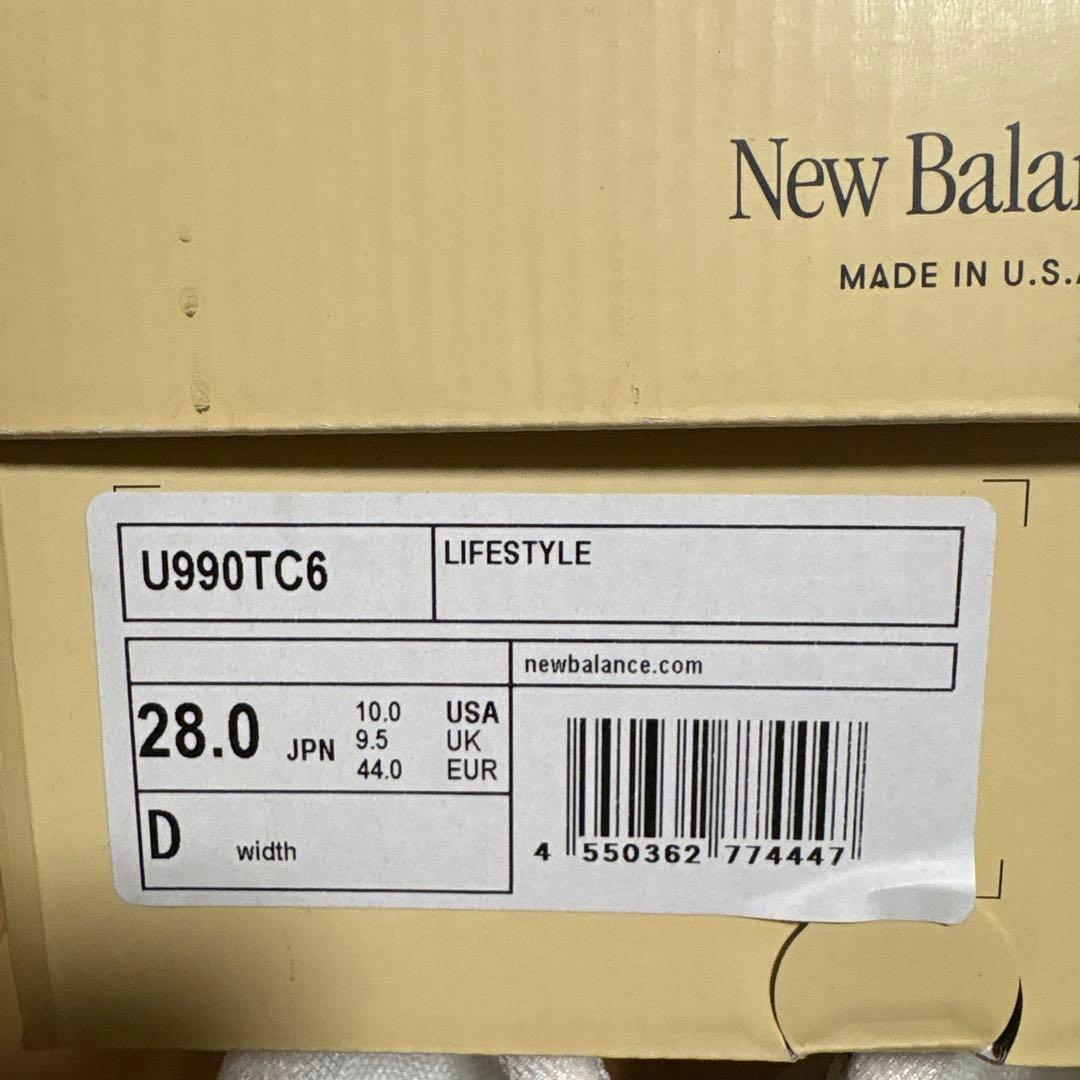 New Bala
MADE IN U.S.
U990TC6
LIFESTYLE
newbalance.com
28.0 JPN
10.0 USA
9.5 UK
44.0 EUR
D width
4 550362 774447